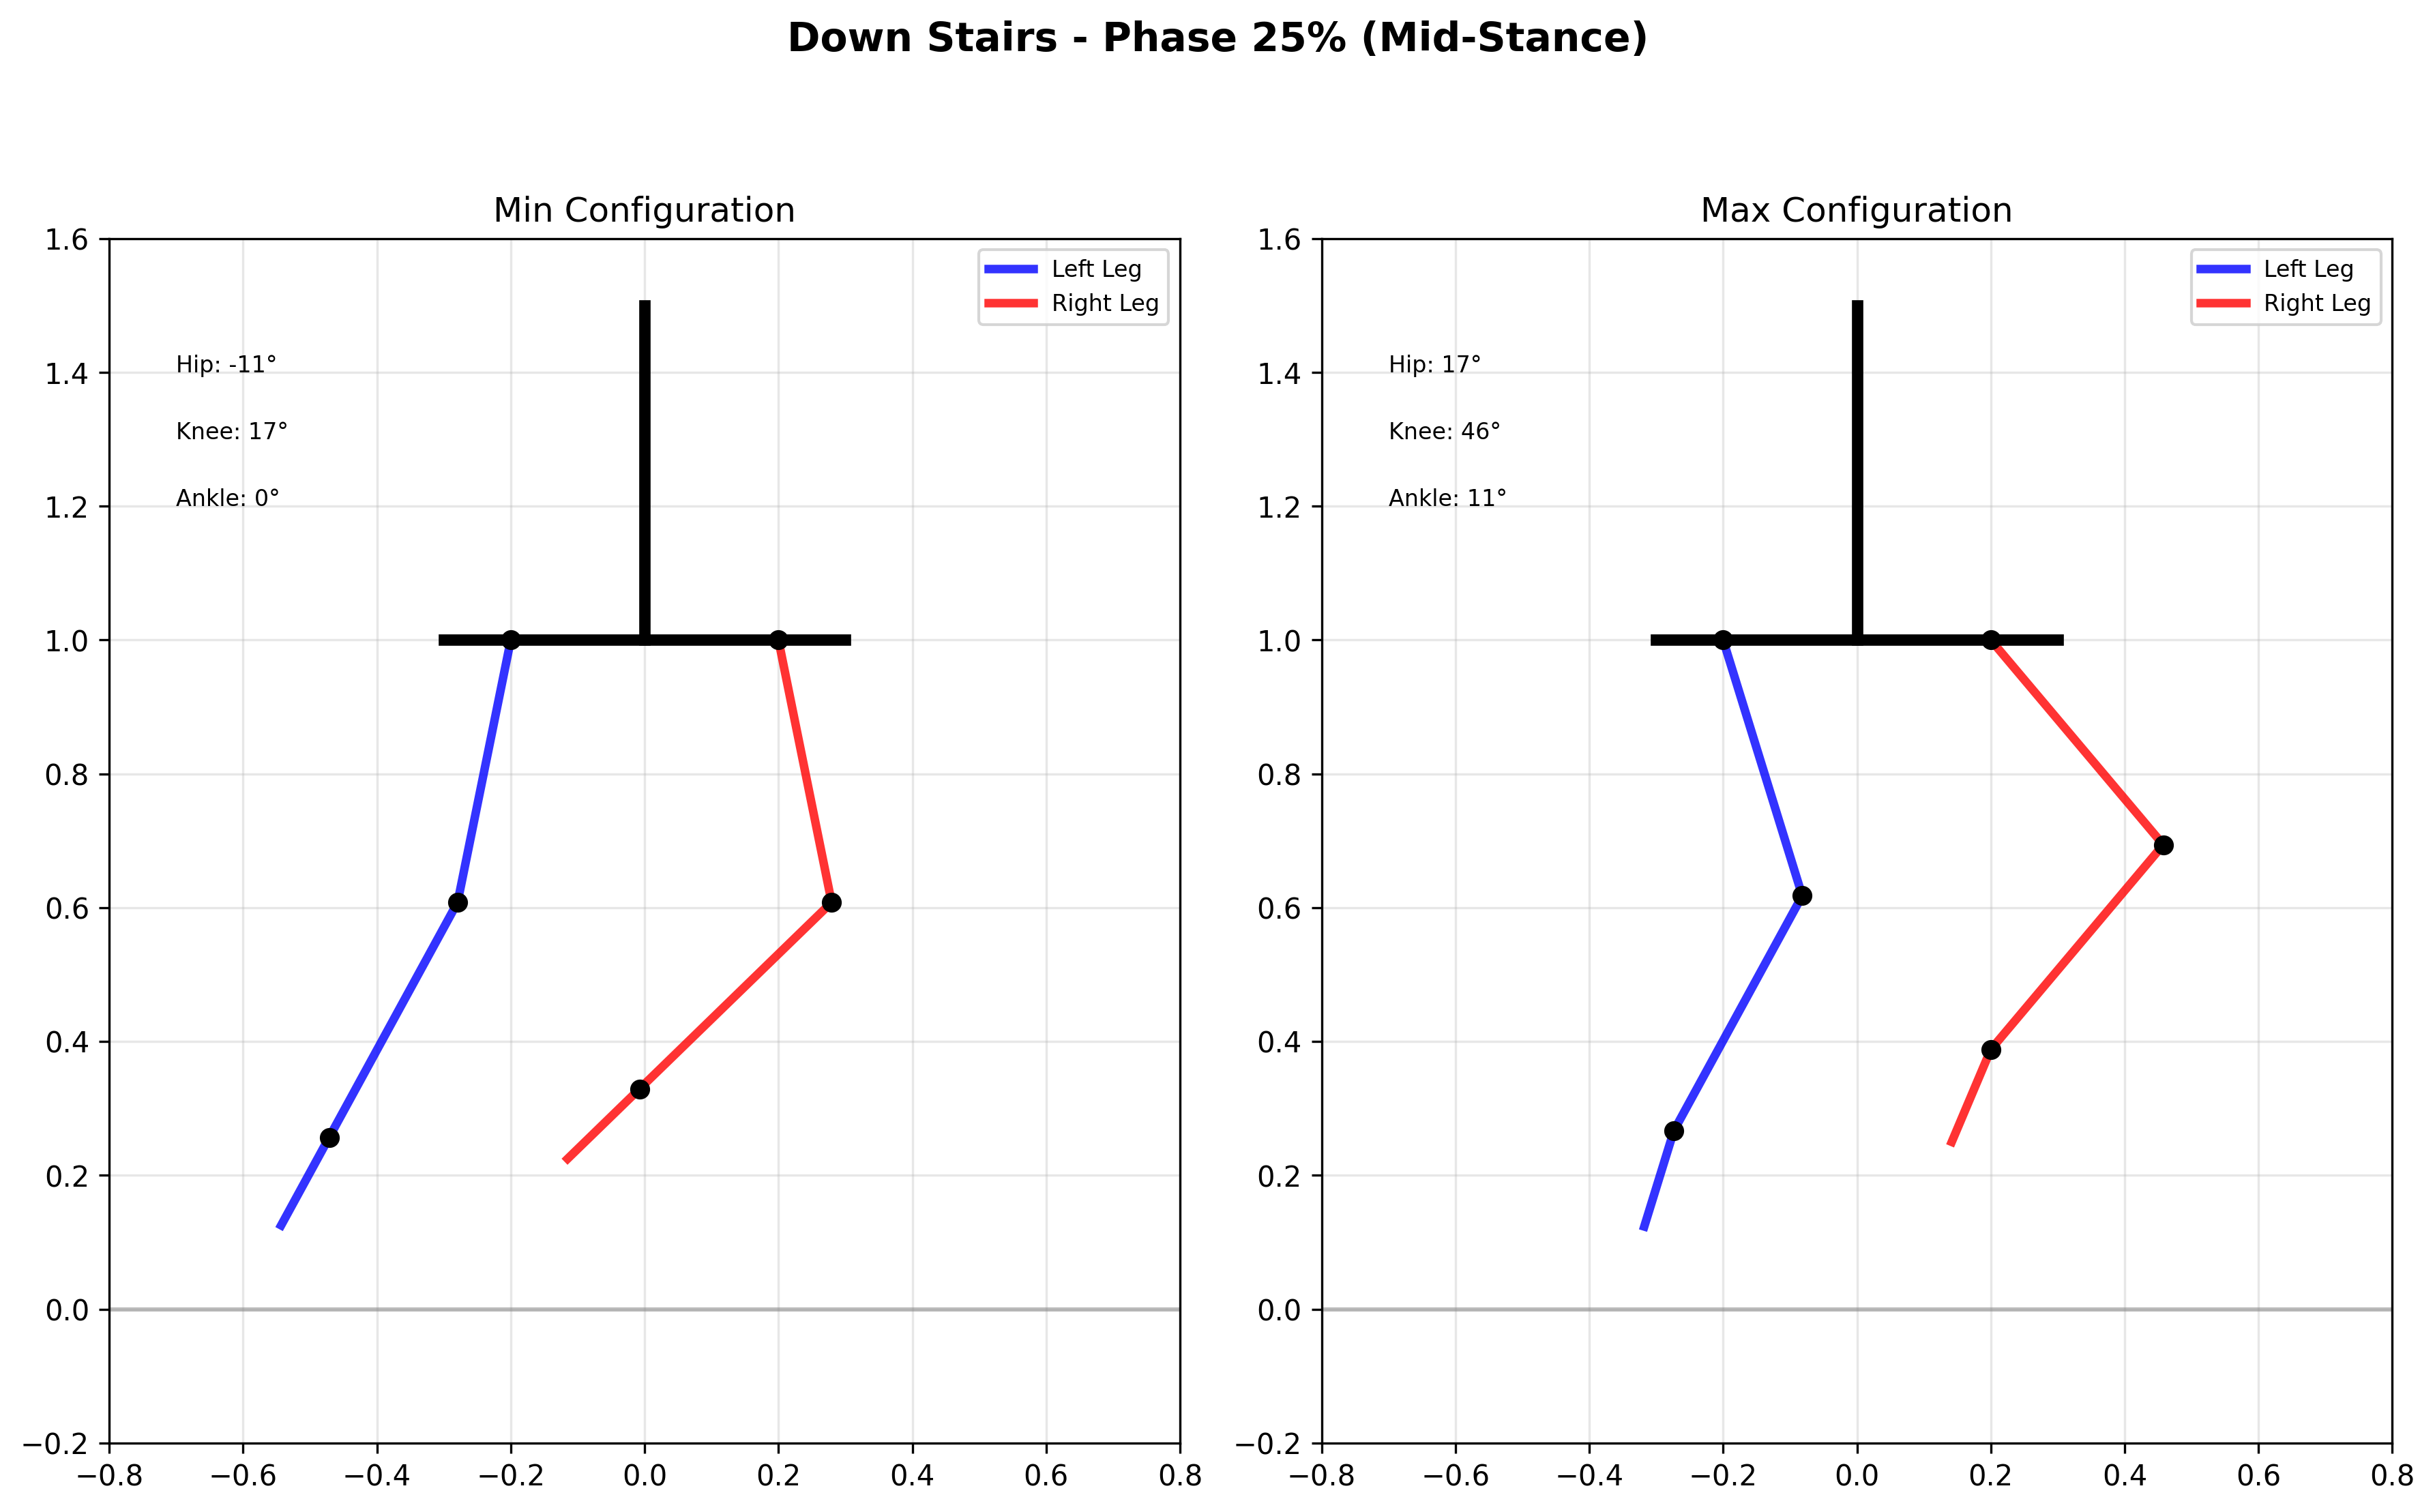 Down Stairs - Phase 25% (Mid-Stance)
Min Configuration
1.6
1.4
1.2
1.0
0.8
0.6
0.4
0.2
0.0
−0.2
−0.8
−0.6
−0.4
−0.2
0.0
0.2
0.4
0.6
0.8
Left Leg
Right Leg
Hip: -11°
Knee: 17°
Ankle: 0°
Max Configuration
1.6
1.4
1.2
1.0
0.8
0.6
0.4
0.2
0.0
−0.2
−0.8
−0.6
−0.4
−0.2
0.0
0.2
0.4
0.6
0.8
Left Leg
Right Leg
Hip: 17°
Knee: 46°
Ankle: 11°